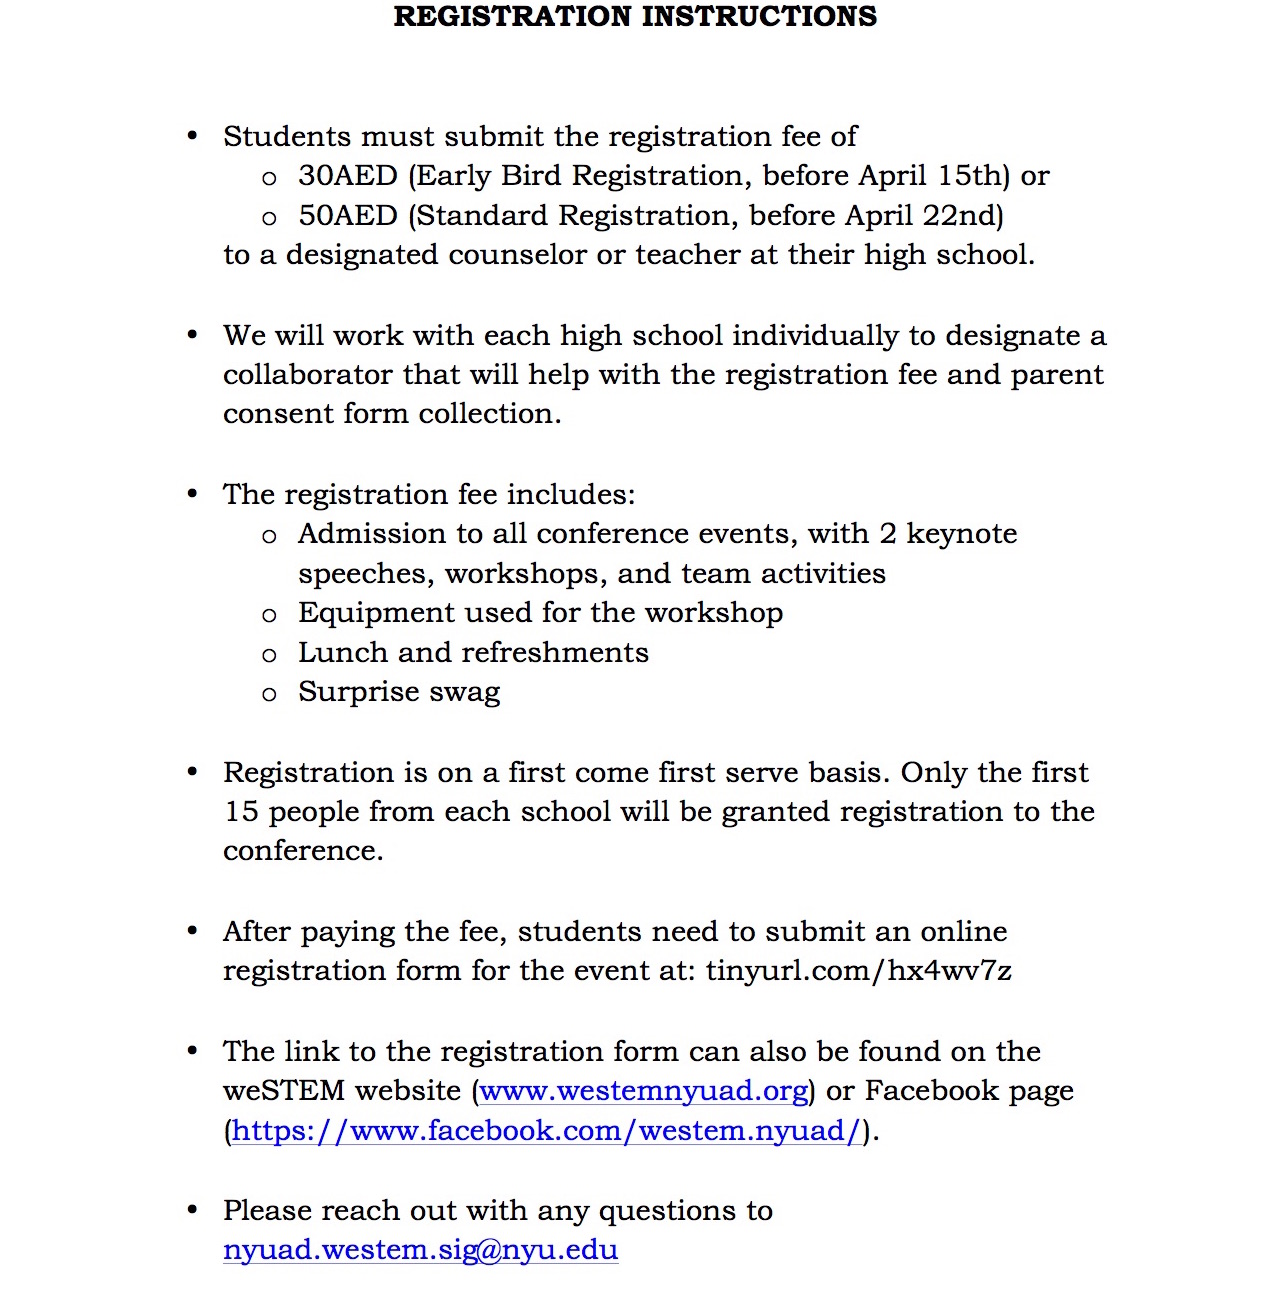 REGISTRATION INSTRUCTIONS
• Students must submit the registration fee of
o 30AED (Early Bird Registration, before April 15th) or
o 50AED (Standard Registration, before April 22nd)
to a designated counselor or teacher at their high school.
• We will work with each high school individually to designate a
collaborator that will help with the registration fee and parent
consent form collection.
• The registration fee includes:
o Admission to all conference events, with 2 keynote
speeches, workshops, and team activities
o Equipment used for the workshop
o Lunch and refreshments
o Surprise swag
• Registration is on a first come first serve basis. Only the first
15 people from each school will be granted registration to the
conference.
• After paying the fee, students need to submit an online
registration form for the event at: tinyurl.com/hx4wv7z
• The link to the registration form can also be found on the
weSTEM website (www.westemnyuad.org) or Facebook page
(https://www.facebook.com/westem.nyuad/).
• Please reach out with any questions to
nyuad.westem.sig@nyu.edu